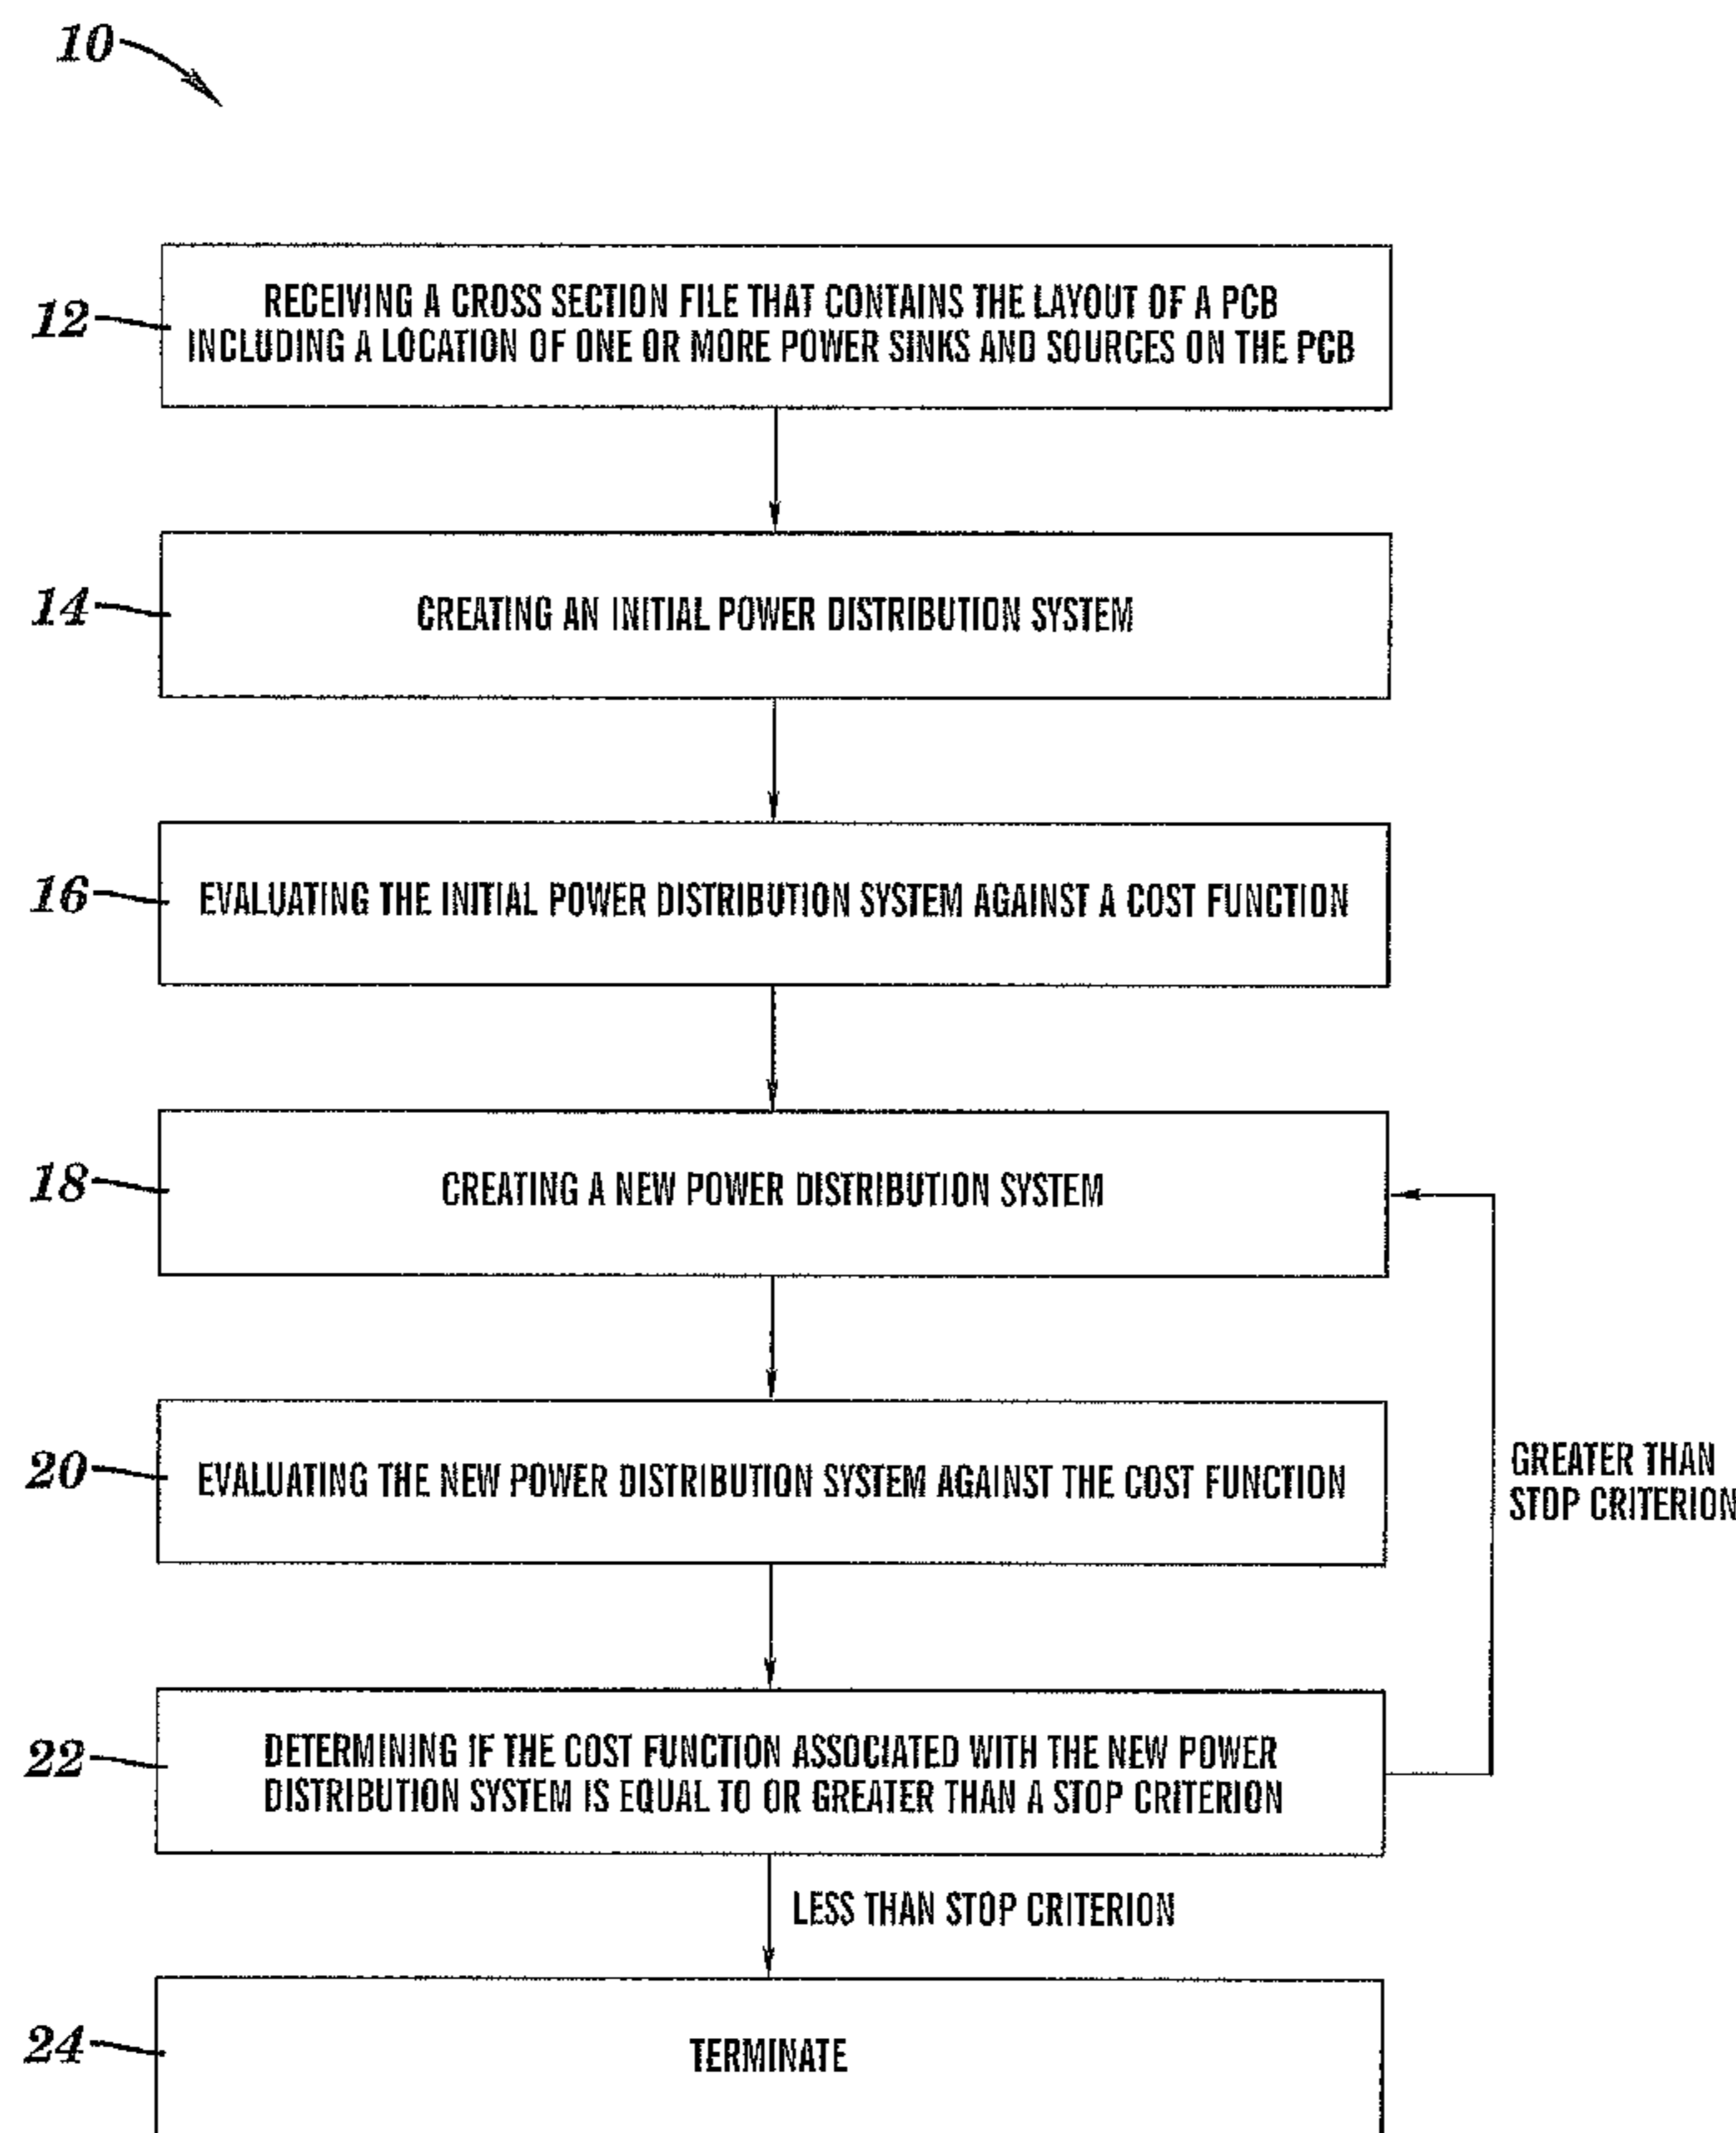 10
12
RECEIVING A CROSS SECTION FILE THAT CONTAINS THE LAYOUT OF A PCB
INCLUDING A LOCATION OF ONE OR MORE POWER SINKS AND SOURCES ON THE PCB
14
CREATING AN INITIAL POWER DISTRIBUTION SYSTEM
16
EVALUATING THE INITIAL POWER DISTRIBUTION SYSTEM AGAINST A COST FUNCTION
18
CREATING A NEW POWER DISTRIBUTION SYSTEM
20
EVALUATING THE NEW POWER DISTRIBUTION SYSTEM AGAINST THE COST FUNCTION
GREATER THAN
STOP CRITERION
22
DETERMINING IF THE COST FUNCTION ASSOCIATED WITH THE NEW POWER
DISTRIBUTION SYSTEM IS EQUAL TO OR GREATER THAN A STOP CRITERION
LESS THAN STOP CRITERION
24
TERMINATE